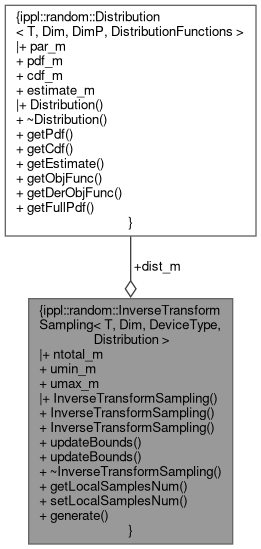 {ippl::random::Distribution
< T, Dim, DimP, DistributionFunctions >
|+ par_m
+ pdf_m
+ cdf_m
+ estimate_m
|+ Distribution()
+ ~Distribution()
+ getPdf()
+ getCdf()
+ getEstimate()
+ getObjFunc()
+ getDerObjFunc()
+ getFullPdf()
}
+dist_m
{ippl::random::InverseTransform
Sampling< T, Dim, DeviceType,
Distribution >
|+ ntotal_m
+ umin_m
+ umax_m
|+ InverseTransformSampling()
+ InverseTransformSampling()
+ InverseTransformSampling()
+ updateBounds()
+ updateBounds()
+ ~InverseTransformSampling()
+ getLocalSamplesNum()
+ setLocalSamplesNum()
+ generate()
}